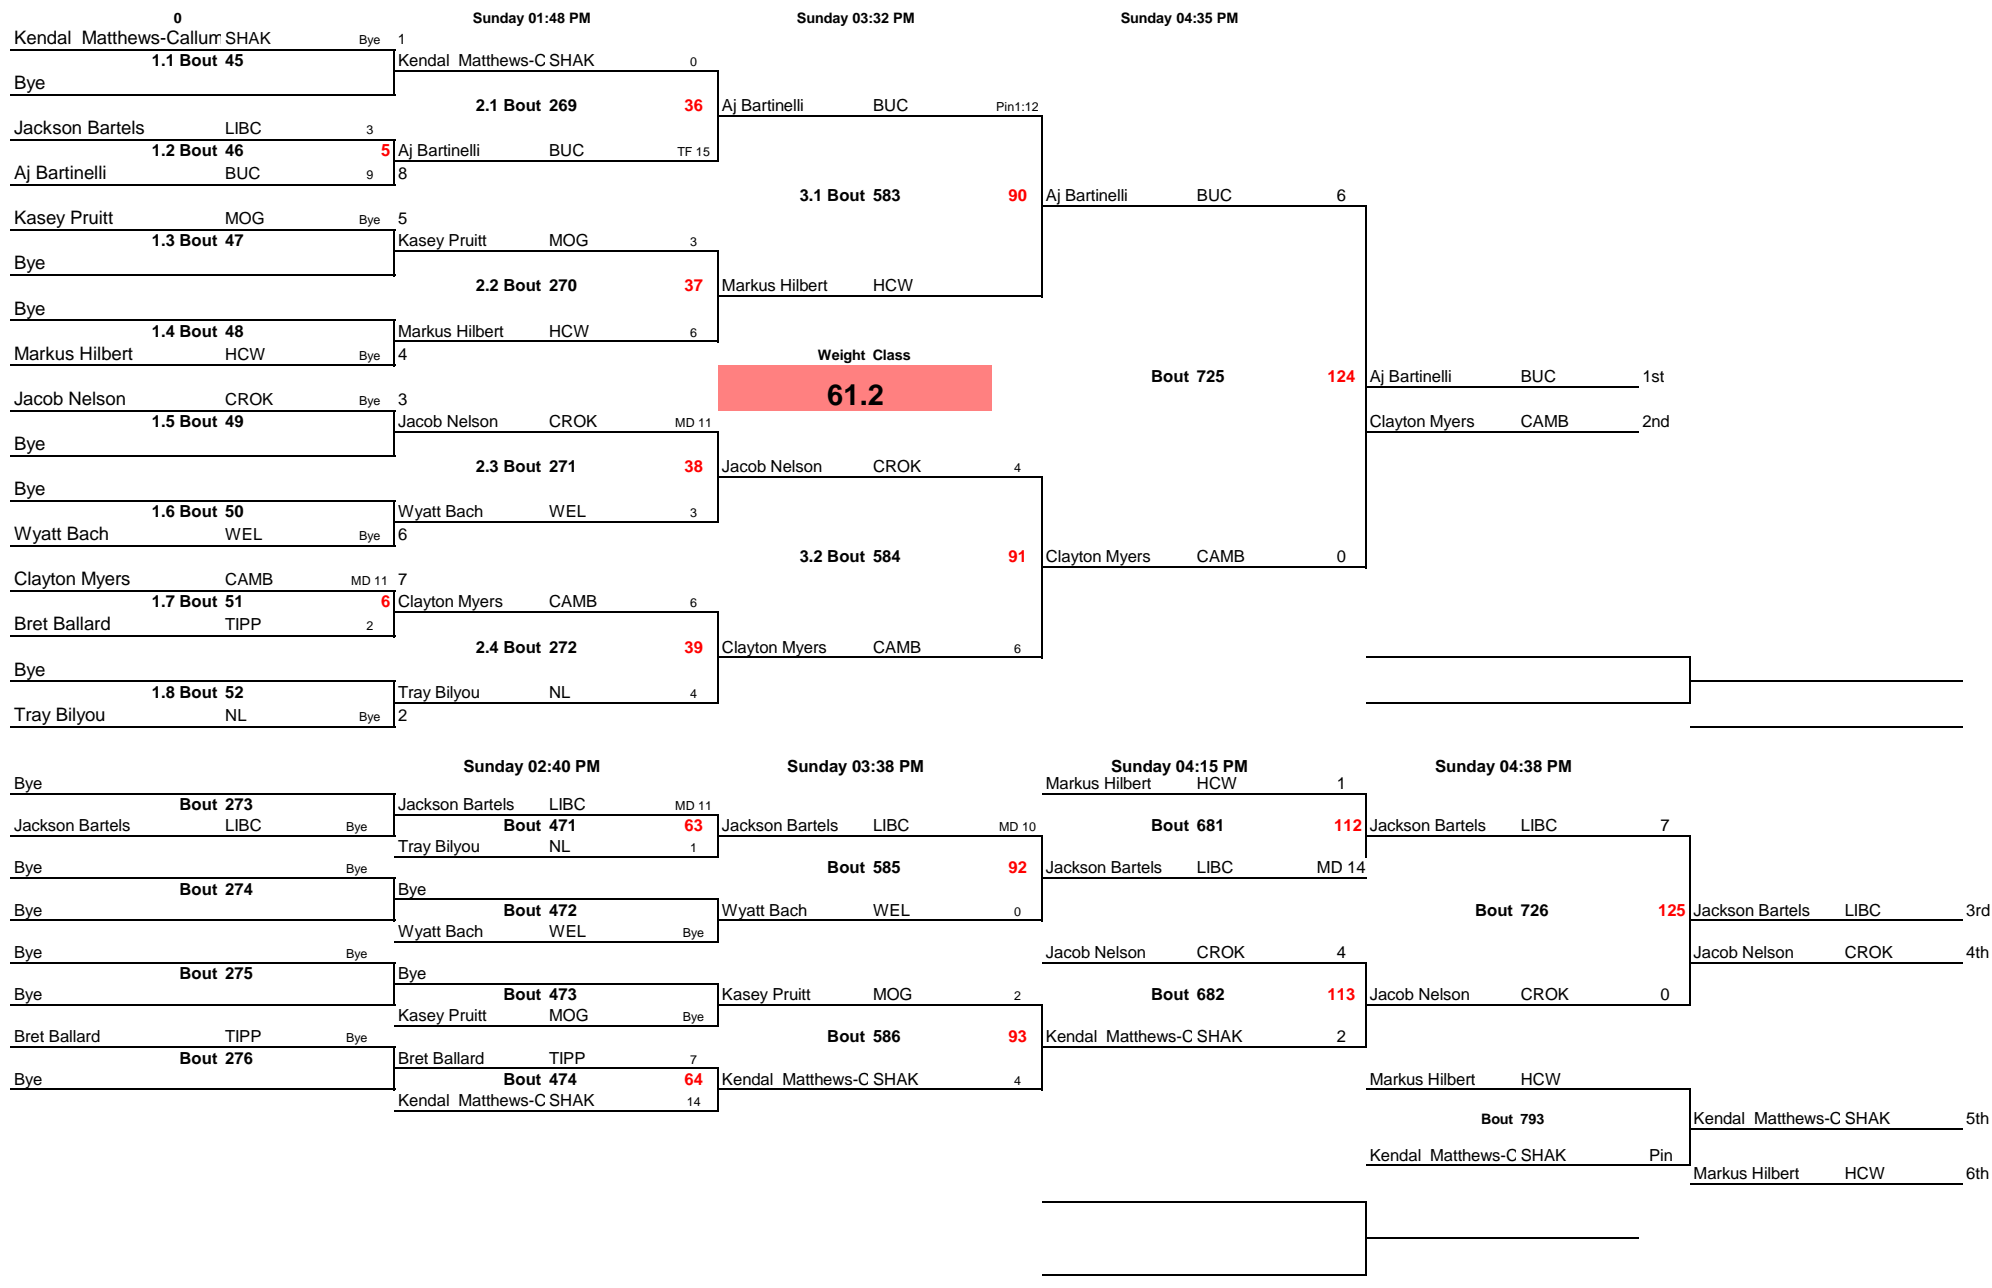 0 Sunday 01:48 PM Sunday 03:32 PM Sunday 04:35 PM
Kendal Matthews-Callum SHAK Bye 1
1.1 Bout 45 Kendal Matthews-C SHAK 0
Bye
2.1 Bout 269 36 Aj Bartinelli BUC Pin1:12
Jackson Bartels LIBC 3
1.2 Bout 46 5 Aj Bartinelli BUC TF 15
Aj Bartinelli BUC 9 8
3.1 Bout 583 90 Aj Bartinelli BUC 6
Kasey Pruitt MOG Bye 5
1.3 Bout 47 Kasey Pruitt MOG 3
Bye
2.2 Bout 270 37 Markus Hilbert HCW
Bye
1.4 Bout 48 Markus Hilbert HCW 6
Markus Hilbert HCW Bye 4 Weight Class
Bout 725 124 Aj Bartinelli BUC 1st
61.2
Jacob Nelson CROK Bye 3
1.5 Bout 49 Jacob Nelson CROK MD 11 Clayton Myers CAMB 2nd
Bye
2.3 Bout 271 38 Jacob Nelson CROK 4
Bye
1.6 Bout 50 Wyatt Bach WEL 3
Wyatt Bach WEL Bye 6
3.2 Bout 584 91 Clayton Myers CAMB 0
Clayton Myers CAMB MD 11 7
1.7 Bout 51 6 Clayton Myers CAMB 6
Bret Ballard TIPP 2
2.4 Bout 272 39 Clayton Myers CAMB 6
Bye
1.8 Bout 52 Tray Bilyou NL 4
Tray Bilyou NL Bye 2
Sunday 02:40 PM Sunday 03:38 PM Sunday 04:15 PM Sunday 04:38 PM
Bye Markus Hilbert HCW 1
Bout 273 Jackson Bartels LIBC MD 11
Jackson Bartels LIBC Bye Bout 471 63 Jackson Bartels LIBC MD 10 Bout 681 112 Jackson Bartels LIBC 7
Tray Bilyou NL 1
Bye Bye Bout 585 92 Jackson Bartels LIBC MD 14
Bout 274 Bye
Bye Bout 472 Wyatt Bach WEL 0 Bout 726 125 Jackson Bartels LIBC 3rd
Wyatt Bach WEL Bye
Bye Bye Jacob Nelson CROK 4 Jacob Nelson CROK 4th
Bout 275 Bye
Bye Bout 473 Kasey Pruitt MOG 2 Bout 682 113 Jacob Nelson CROK 0
Kasey Pruitt MOG Bye
Bret Ballard TIPP Bye Bout 586 93 Kendal Matthews-C SHAK 2
Bout 276 Bret Ballard TIPP 7
Bye Bout 474 64 Kendal Matthews-C SHAK 4 Markus Hilbert HCW
Kendal Matthews-C SHAK 14
Bout 793 Kendal Matthews-C SHAK 5th
Kendal Matthews-C SHAK Pin
Markus Hilbert HCW 6th